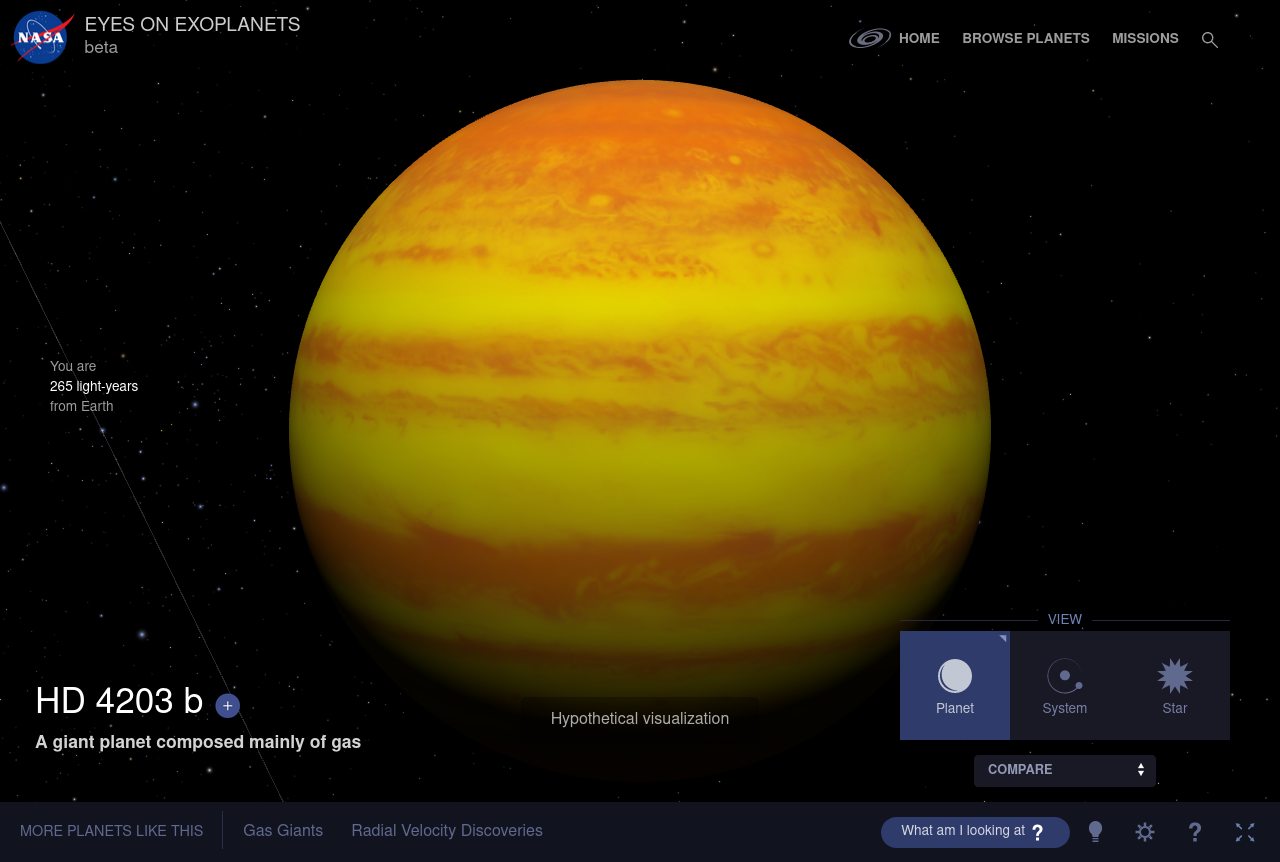 NASA
EYES ON EXOPLANETS
beta
HOME
BROWSE PLANETS
MISSIONS
You are
265 light-years
from Earth
HD 4203 b +
A giant planet composed mainly of gas
Hypothetical visualization
VIEW
Planet
System
Star
COMPARE
MORE PLANETS LIKE THIS
Gas Giants
Radial Velocity Discoveries
What am I looking at ?
?